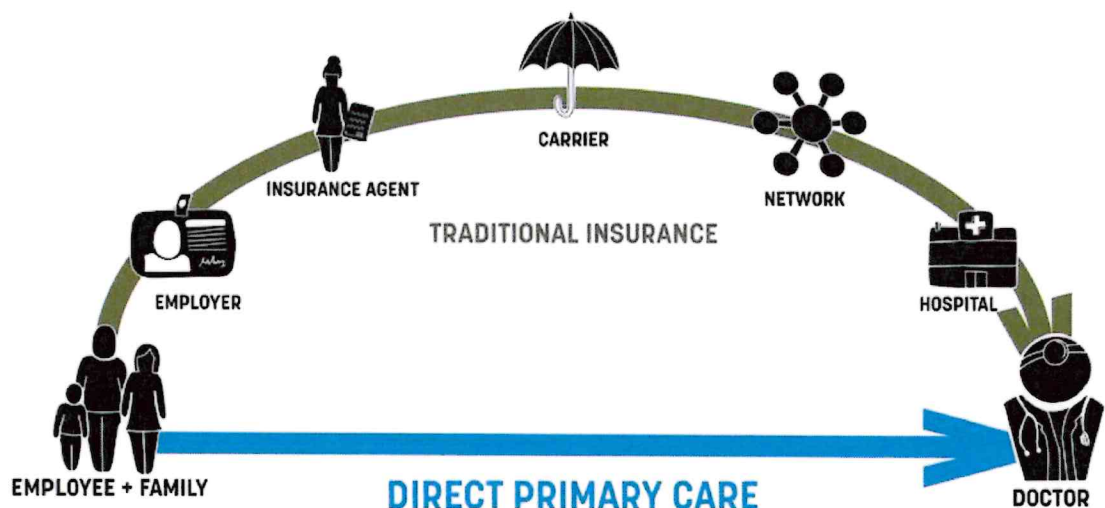 CARRIER
INSURANCE AGENT
NETWORK
TRADITIONAL INSURANCE
EMPLOYER
HOSPITAL
EMPLOYEE + FAMILY
DIRECT PRIMARY CARE
DOCTOR